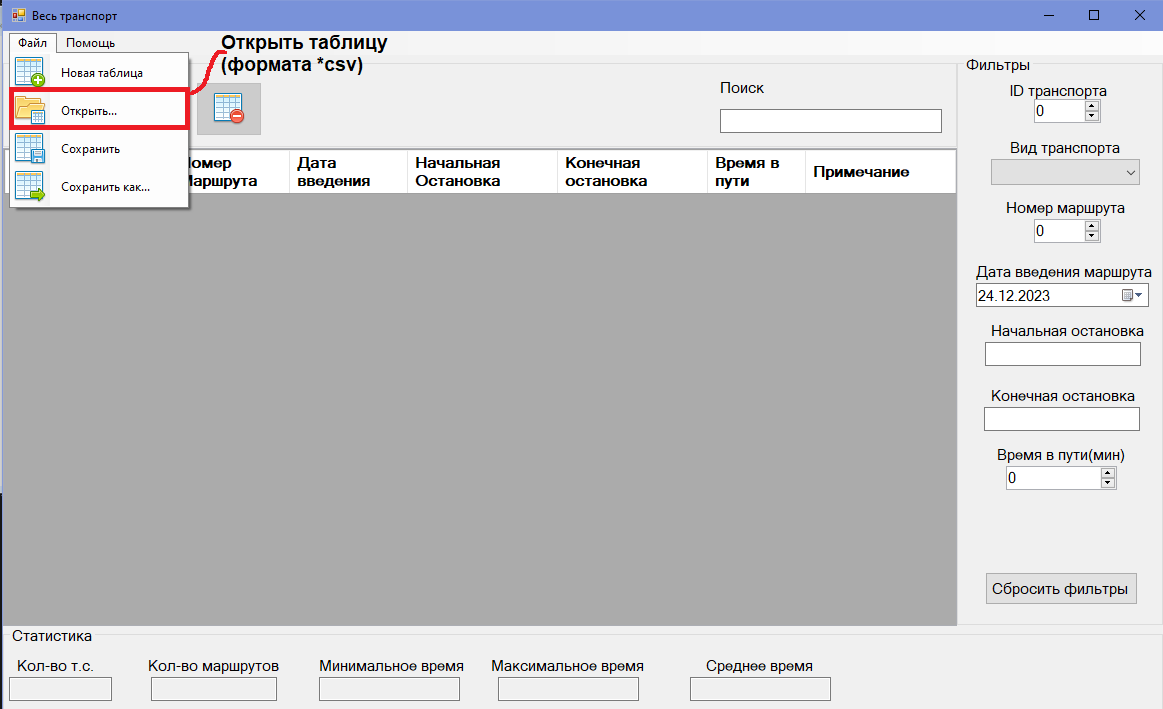 Весь транспорт
Файл Помощь
Открыть таблицу
(формата *csv)
Новая таблица
Открыть...
Сохранить
Сохранить как...
Поиск
Номер
Маршрута
Дата
введения
Начальная
Остановка
Конечная
остановка
Время в
пути
Примечание
Фильтры
ID транспорта
0
Вид транспорта
Номер маршрута
0
Дата введения маршрута
24.12.2023
Начальная остановка
Конечная остановка
Время в пути(мин)
0
Сбросить фильтры
Статистика
Кол-во т.с. Кол-во маршрутов Минимальное время Максимальное время Среднее время